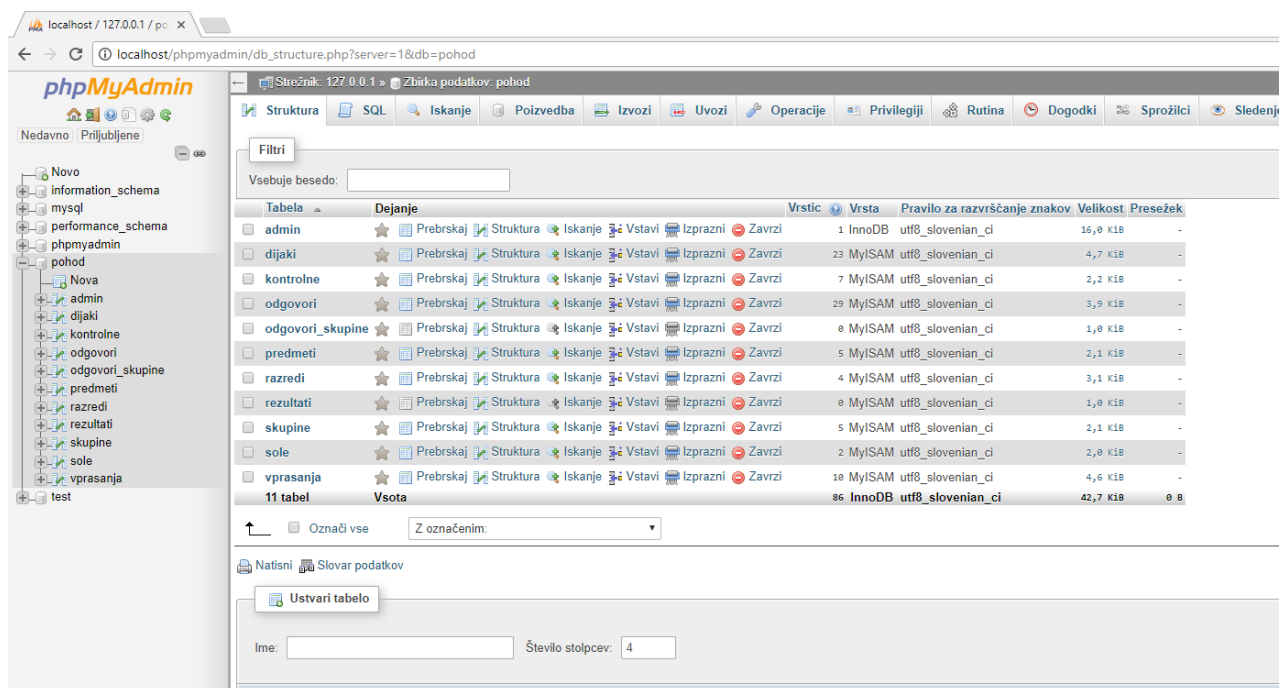 localhost / 127.0.0.1 / po
localhost/phpmyadmin/db_structure.php?server=1&db=pohod
phpMyAdmin
Nedavno Priljubljene
Novo
information_schema
mysql
performance_schema
phpmyadmin
pohod
Nova
admin
dijaki
kontrolne
odgovori
odgovori_skupine
predmeti
razredi
rezultati
skupine
sole
vprasanja
test
Strežnik: 127.0.0.1 » Zbirka podatkov: pohod
Struktura SQL Iskanje Poizvedba Izvozi Uvozi Operacije Privilegiji Rutina Dogodki Sprožilci Sledenje
Filtri
Vsebuje besedo:
Tabela Dejanje Vrstic Vrsta Pravilo za razvrščanje znakov Velikost Presežek
admin Prebrskaj Struktura Iskanje Vstavi Izprazni Zavrzi 1 InnoDB utf8_slovenian_ci 16,0 KiB -
dijaki Prebrskaj Struktura Iskanje Vstavi Izprazni Zavrzi 23 MyISAM utf8_slovenian_ci 4,7 KiB -
kontrolne Prebrskaj Struktura Iskanje Vstavi Izprazni Zavrzi 7 MyISAM utf8_slovenian_ci 2,2 KiB -
odgovori Prebrskaj Struktura Iskanje Vstavi Izprazni Zavrzi 29 MyISAM utf8_slovenian_ci 3,9 KiB -
odgovori_skupine Prebrskaj Struktura Iskanje Vstavi Izprazni Zavrzi 0 MyISAM utf8_slovenian_ci 1,0 KiB -
predmeti Prebrskaj Struktura Iskanje Vstavi Izprazni Zavrzi 5 MyISAM utf8_slovenian_ci 2,1 KiB -
razredi Prebrskaj Struktura Iskanje Vstavi Izprazni Zavrzi 4 MyISAM utf8_slovenian_ci 3,1 KiB -
rezultati Prebrskaj Struktura Iskanje Vstavi Izprazni Zavrzi 0 MyISAM utf8_slovenian_ci 1,0 KiB -
skupine Prebrskaj Struktura Iskanje Vstavi Izprazni Zavrzi 5 MyISAM utf8_slovenian_ci 2,1 KiB -
sole Prebrskaj Struktura Iskanje Vstavi Izprazni Zavrzi 2 MyISAM utf8_slovenian_ci 2,0 KiB -
vprasanja Prebrskaj Struktura Iskanje Vstavi Izprazni Zavrzi 10 MyISAM utf8_slovenian_ci 4,6 KiB -
11 tabel Vsota 86 InnoDB utf8_slovenian_ci 42,7 KiB 0 B
Označi vse Z označenim:
Natisni Slovar podatkov
Ustvari tabelo
Ime: Število stolpcev: 4